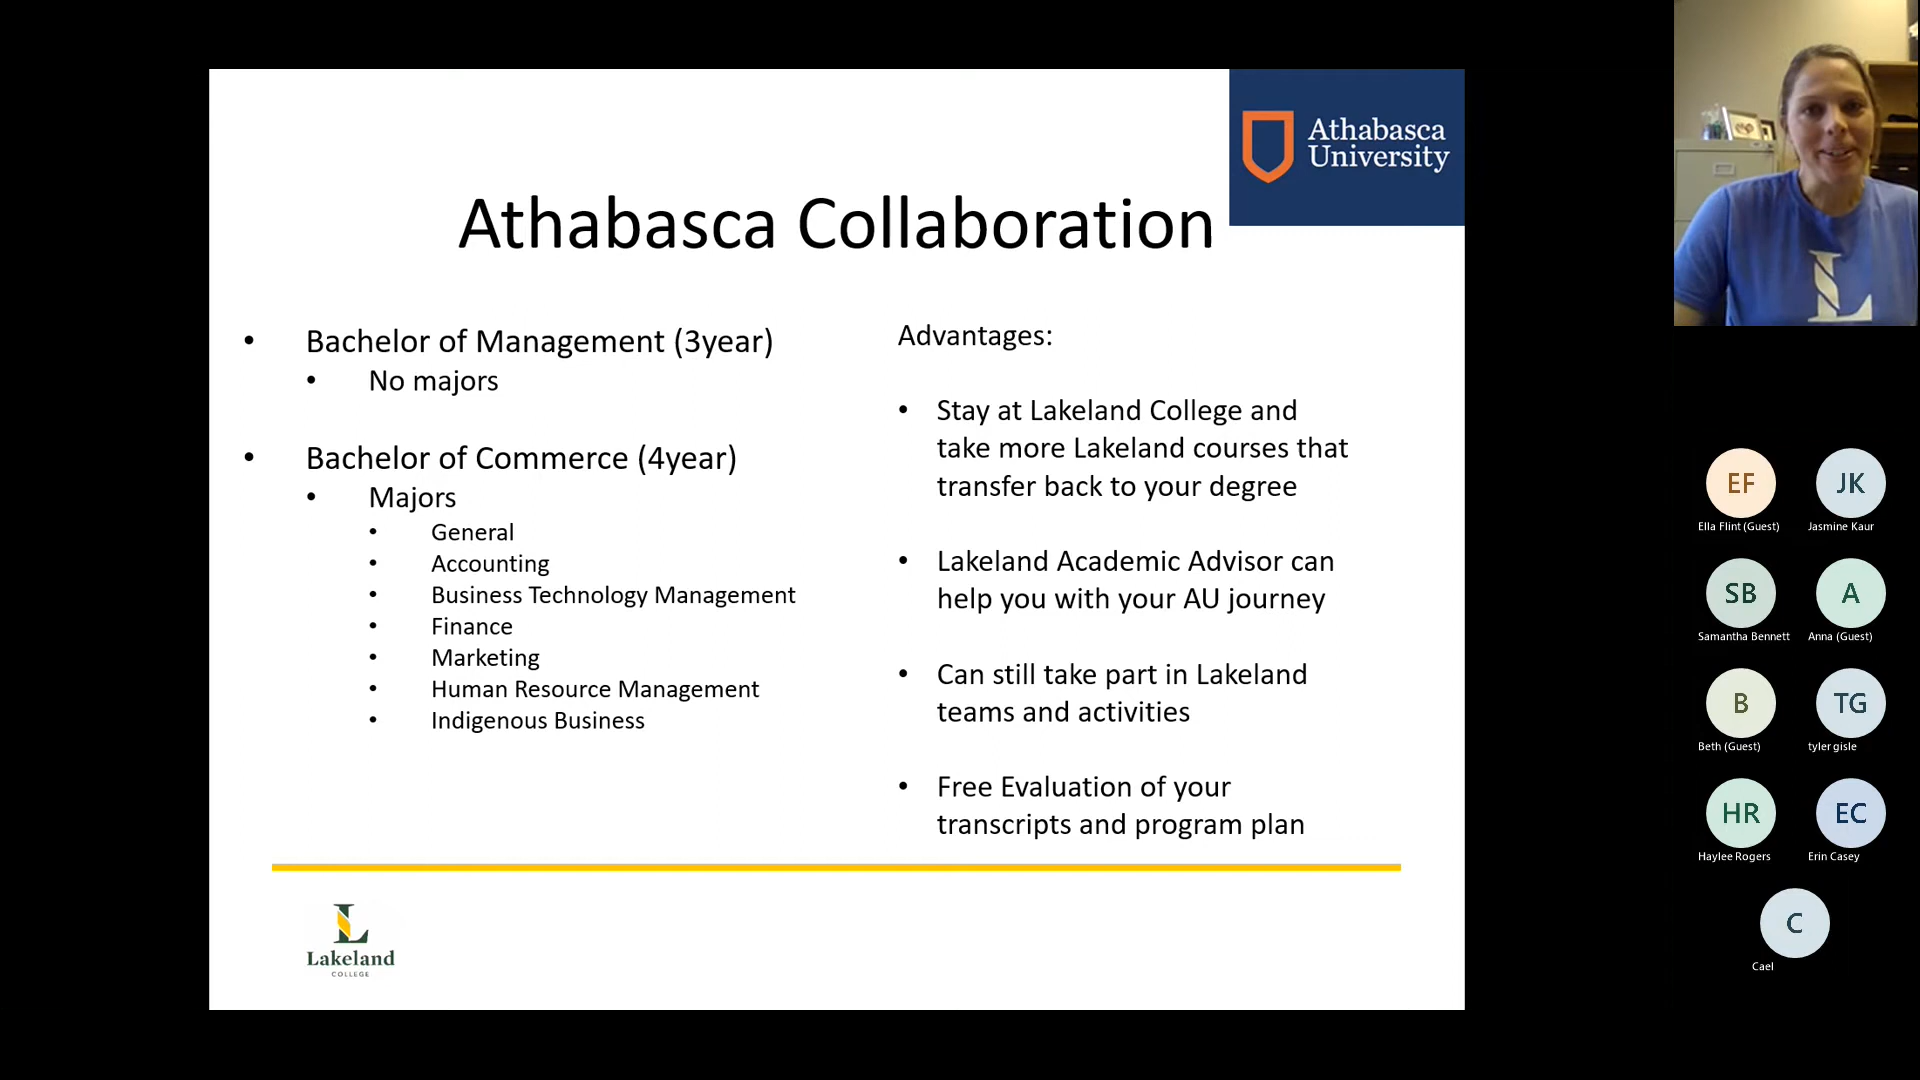 Athabasca
University
Athabasca Collaboration
• Bachelor of Management (3year)
• No majors
• Bachelor of Commerce (4year)
• Majors
• General
• Accounting
• Business Technology Management
• Finance
• Marketing
• Human Resource Management
• Indigenous Business
Advantages:
• Stay at Lakeland College and
take more Lakeland courses that
transfer back to your degree
• Lakeland Academic Advisor can
help you with your AU journey
• Can still take part in Lakeland
teams and activities
• Free Evaluation of your
transcripts and program plan
L
Lakeland
COLLEGE
L
EF
Ella Flint (Guest)
JK
Jasmine Kaur
SB
Samantha Bennett
A
Anna (Guest)
B
Beth (Guest)
TG
tyler gisle
HR
Haylee Rogers
EC
Erin Casey
C
Cael